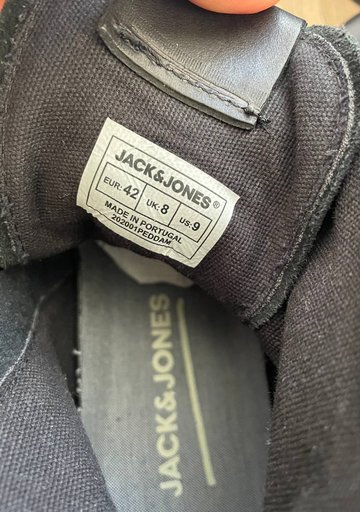 JACK&JONES®
EUR: 42 UK: 8 US: 9
MADE IN PORTUGAL
202001PEDDAM
JACK&JONES